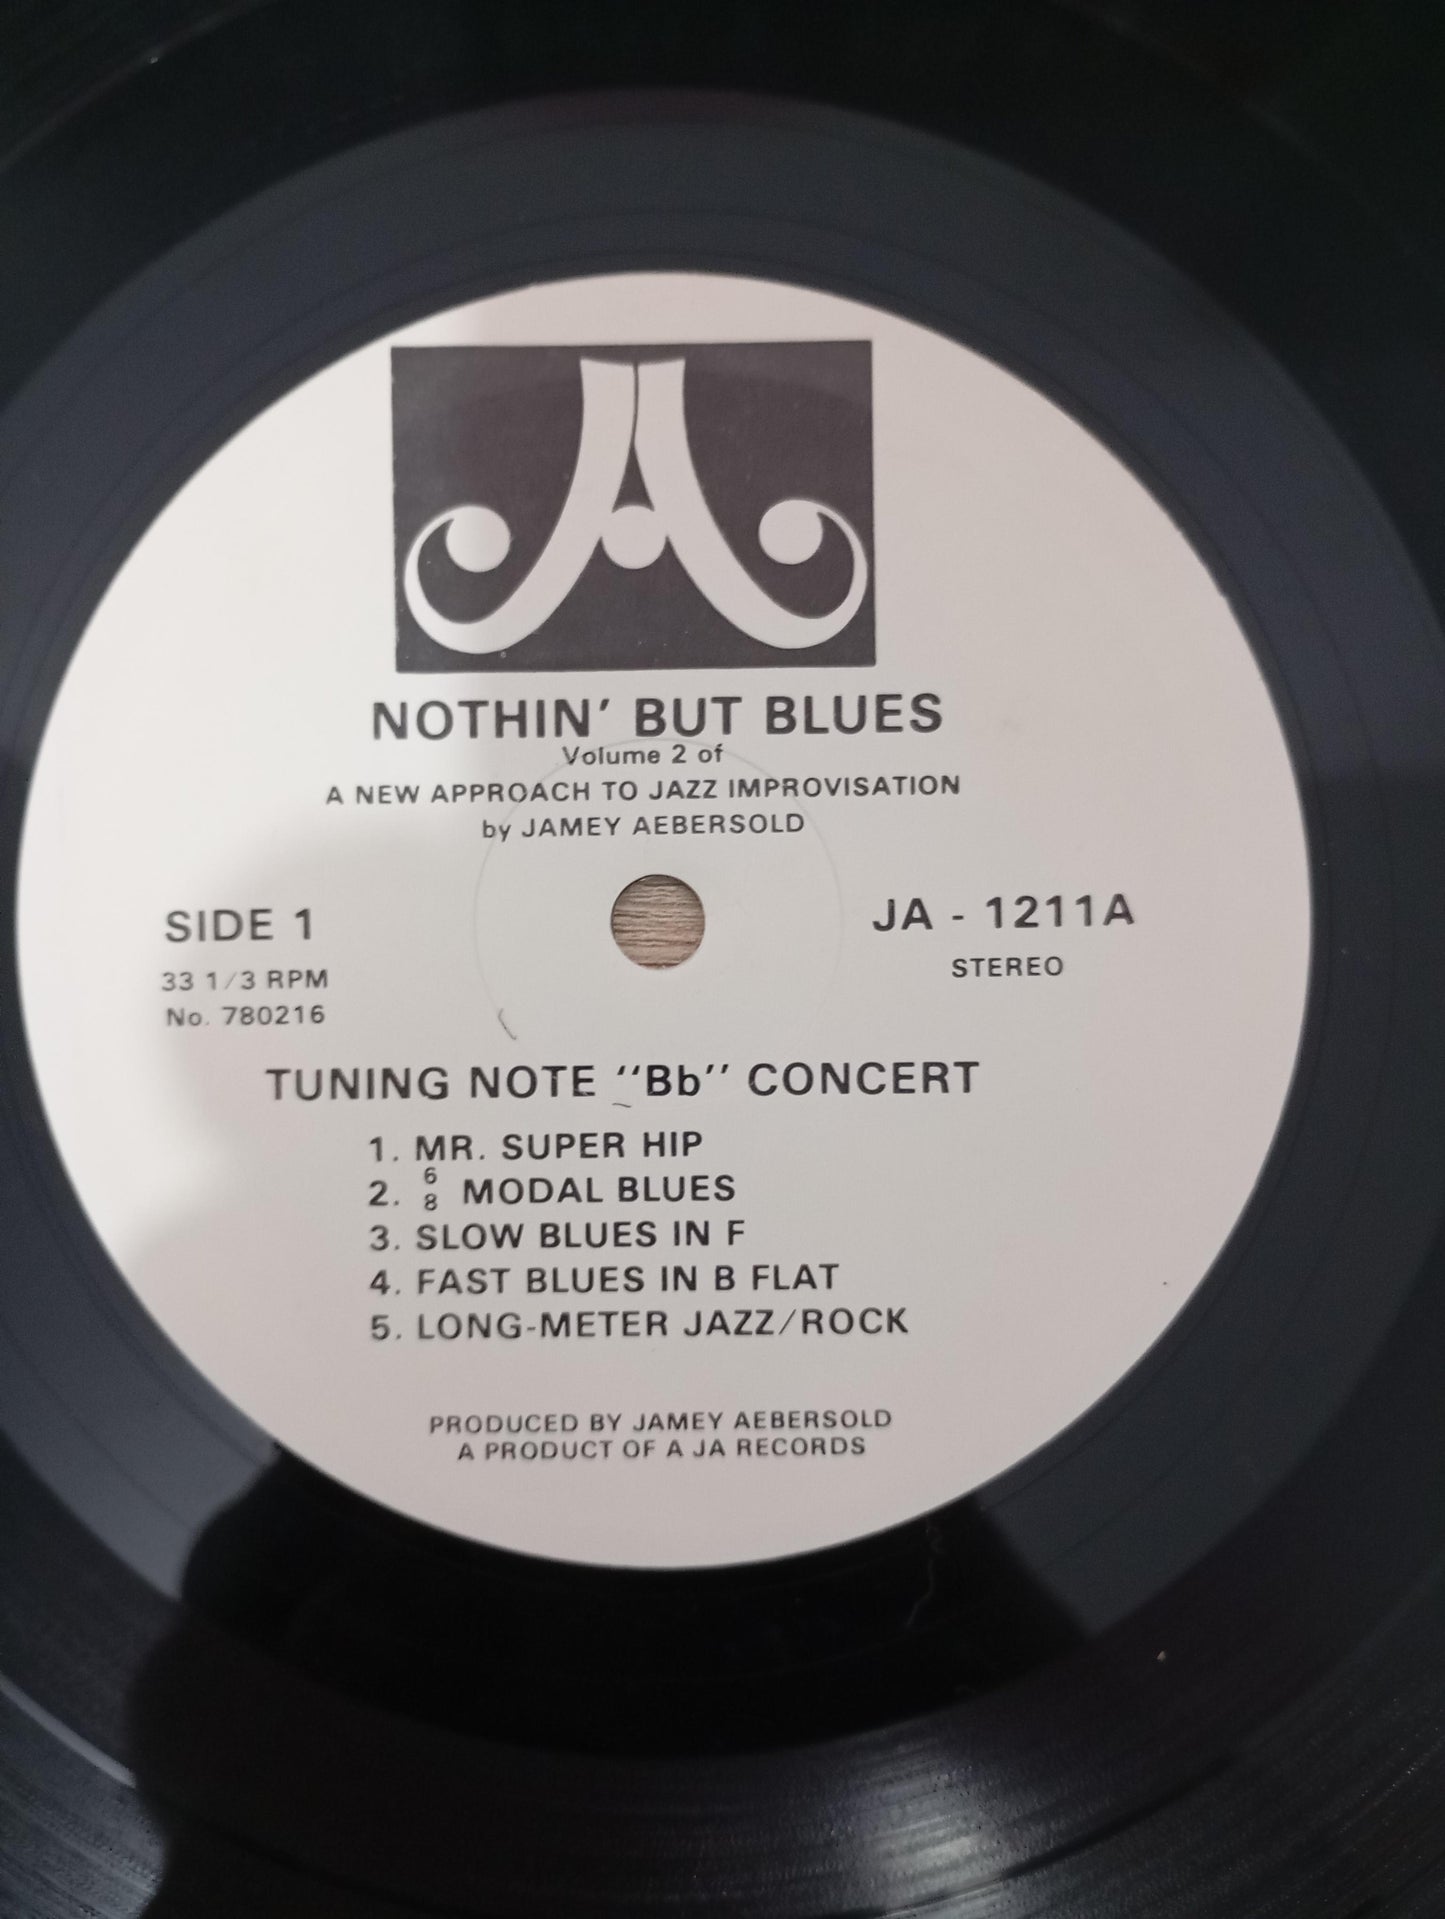 NOTHIN' BUT BLUES
Volume 2 of
A NEW APPROACH TO JAZZ IMPROVISATION
by JAMEY AEBERSOLD
SIDE 1
JA - 1211A
33 1/3 RPM
STEREO
No. 780216
TUNING NOTE "Bb" CONCERT
1. MR. SUPER HIP
2. 6/8 MODAL BLUES
3. SLOW BLUES IN F
4. FAST BLUES IN B FLAT
5. LONG-METER JAZZ/ROCK
PRODUCED BY JAMEY AEBERSOLD
A PRODUCT OF A JA RECORDS